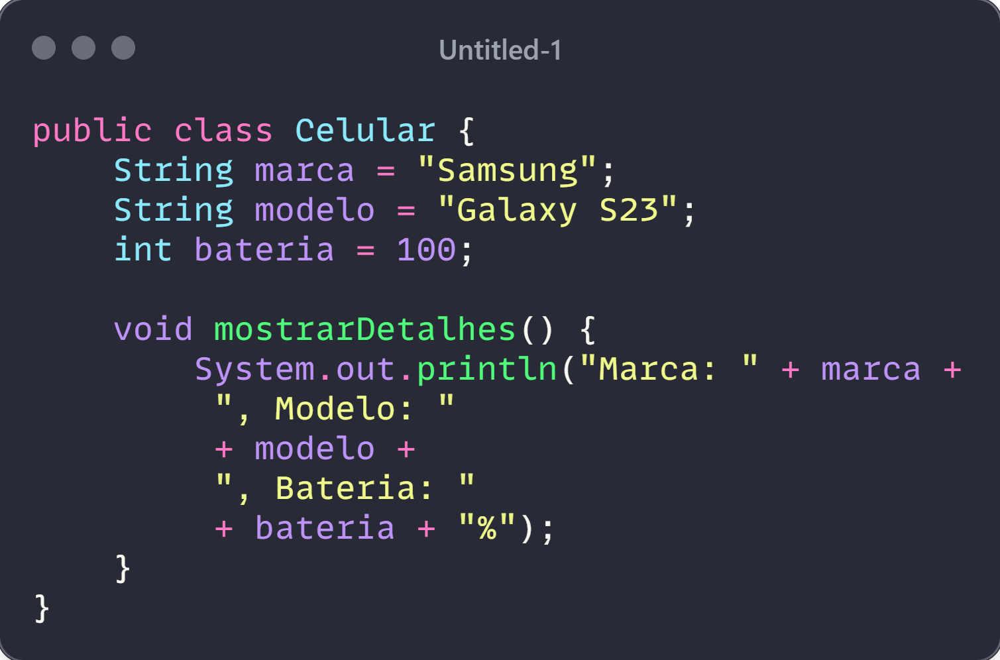 Untitled-1
public class Celular {
    String marca = "Samsung";
    String modelo = "Galaxy S23";
    int bateria = 100;

    void mostrarDetalhes() {
        System.out.println("Marca: " + marca +
         ", Modelo: "
         + modelo +
         ", Bateria: "
         + bateria + "%");
    }
}